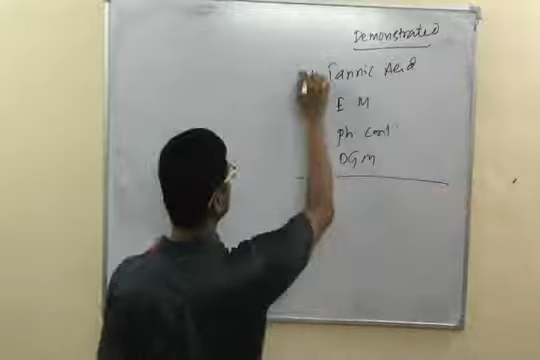 Demonstrated
Tannic Acid
E M
ph cont
DGM